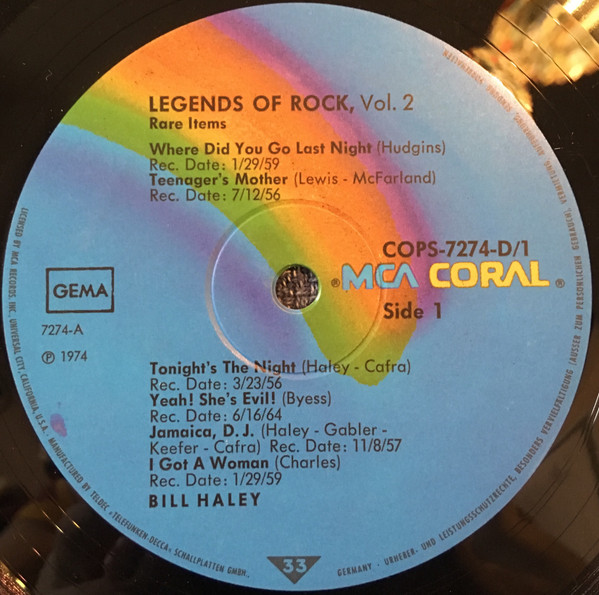 LEGENDS OF ROCK, Vol. 2
Rare Items
Where Did You Go Last Night (Hudgins)
Rec. Date: 1/29/59
Teenager's Mother (Lewis - McFarland)
Rec. Date: 7/12/56
COPS-7274-D/1
® MCA CORAL ®
Side 1
GEMA
7274-A
℗ 1974
Tonight's The Night (Haley - Cafra)
Rec. Date: 3/23/56
Yeah! She's Evil! (Byess)
Rec. Date: 6/16/64
Jamaica, D.J. (Haley - Gabler -
Keefer - Cafra) Rec. Date: 11/8/57
I Got A Woman (Charles)
Rec. Date: 1/29/59
BILL HALEY
33
LICENSED BY MCA RECORDS, INC., UNIVERSAL CITY, CALIFORNIA, U.S.A. MANUFACTURED BY TELDEC »TELEFUNKEN-DECCA« SCHALLPLATTEN GMBH.,
GERMANY - URHEBER- UND LEISTUNGSSCHUTZRECHTE, BESONDERS VERVIELFÄLTIGUNG (AUSSER ZUM PERSÖNLICHEN GEBRAUCH), VERMIETUNG,